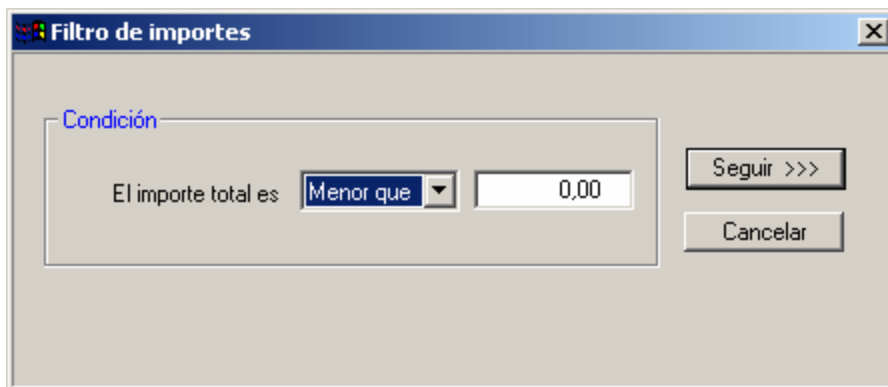 Filtro de importes
Condición
El importe total es Menor que 0,00
Seguir >>>
Cancelar